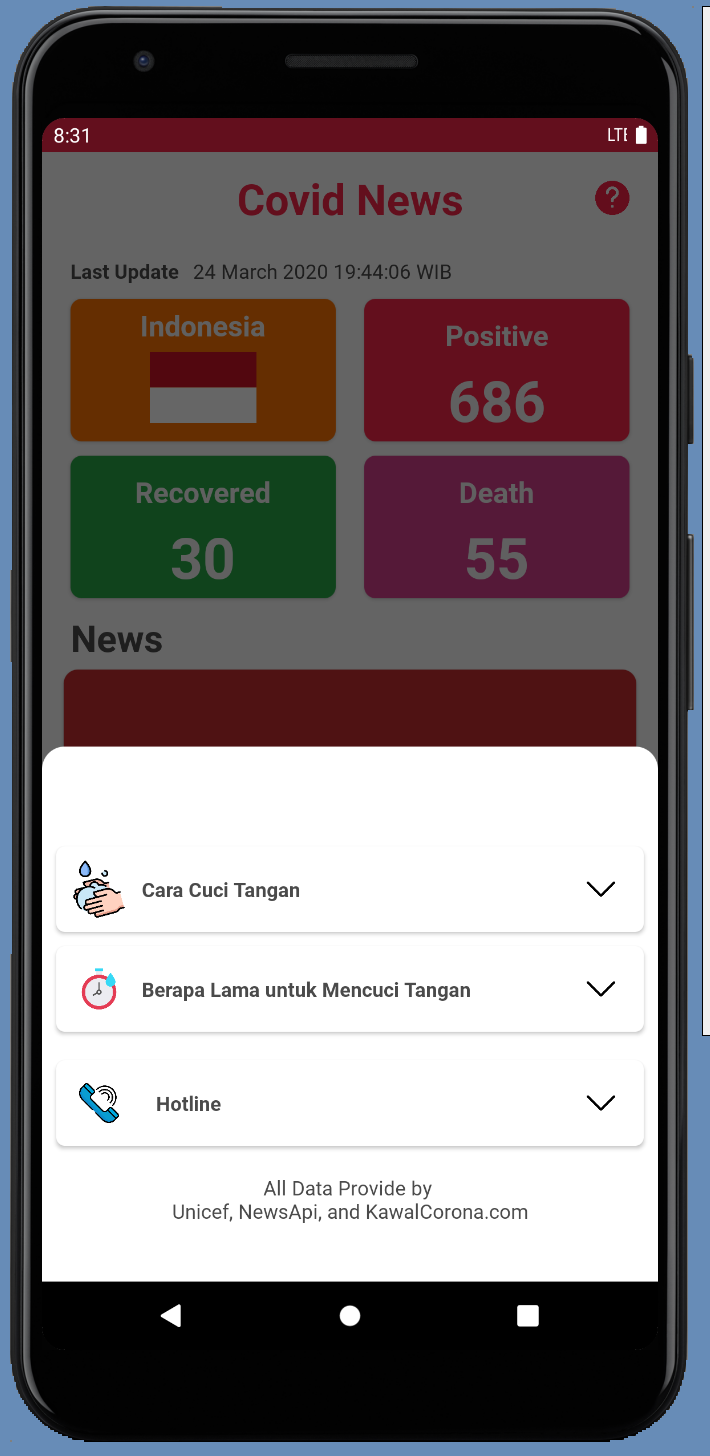 8:31
LTE
Covid News
?
Last Update 24 March 2020 19:44:06 WIB
Indonesia
Positive
686
Recovered
30
Death
55
News
Cara Cuci Tangan
Berapa Lama untuk Mencuci Tangan
Hotline
All Data Provide by
Unicef, NewsApi, and KawalCorona.com